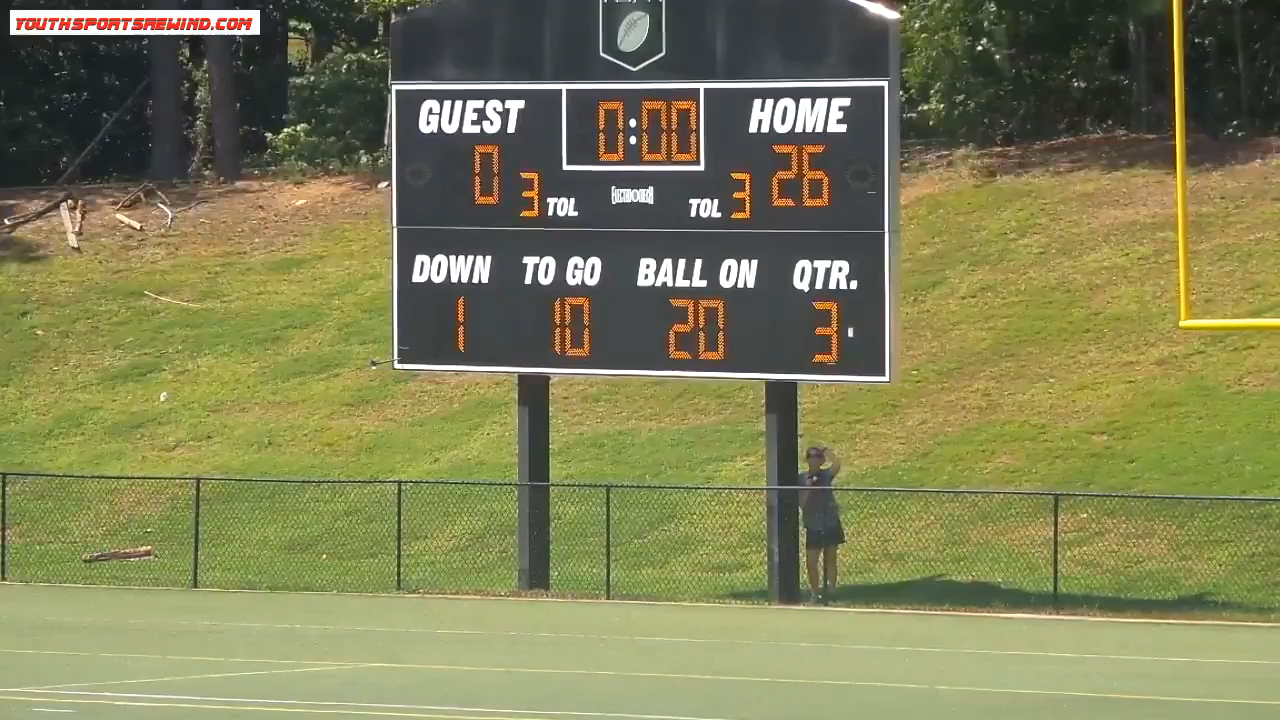 YOUTHSPORTSREWIND.COM
GUEST 0:00 HOME
0 3 TOL TOL 3 26
DOWN TO GO BALL ON QTR.
1 10 20 3